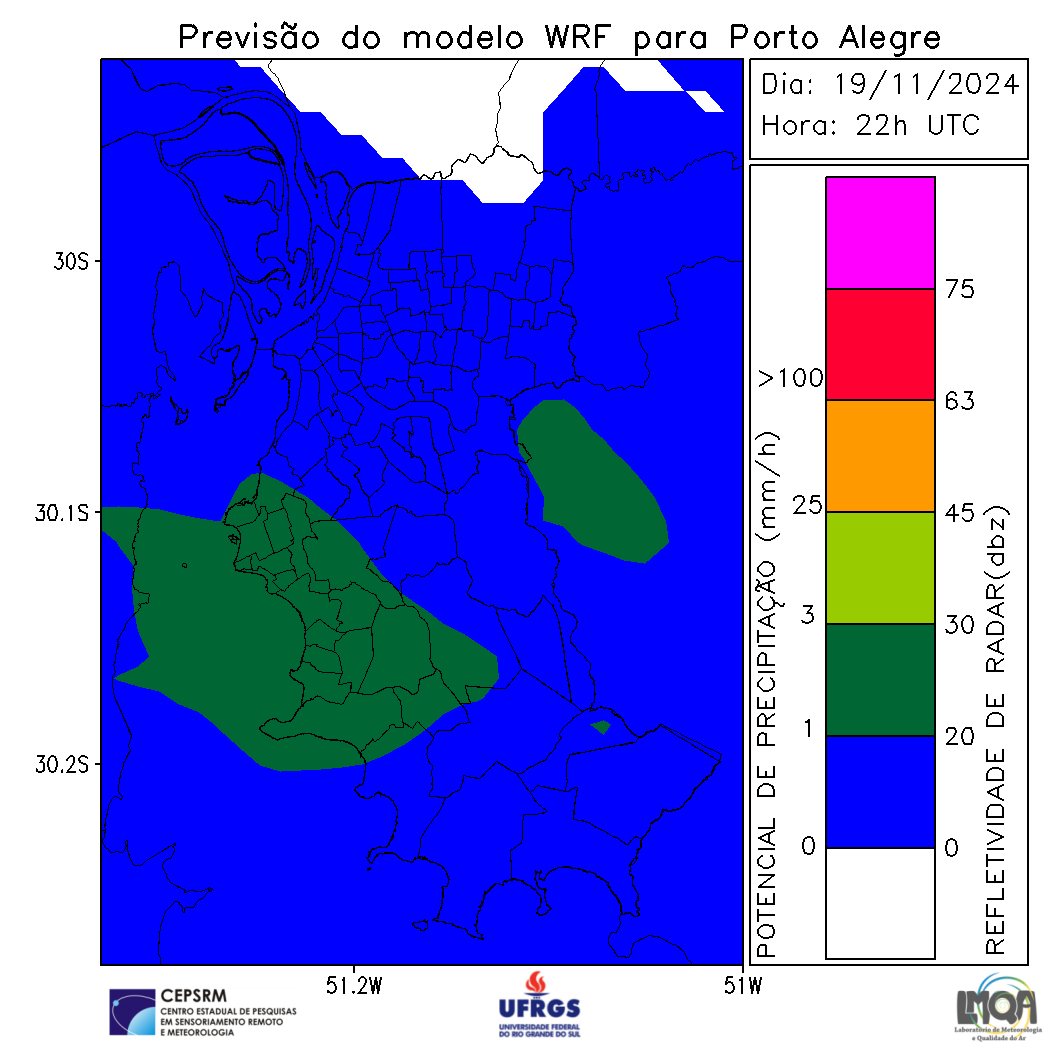 Previsão do modelo WRF para Porto Alegre
Dia: 19/11/2024
Hora: 22h UTC
30S
30.1S
30.2S
51.2W
51W
POTENCIAL DE PRECIPITAÇÃO (mm/h)
>100
25
3
1
0
75
63
45
30
20
0
REFLETIVIDADE DE RADAR(dbz)
CEPSRM
CENTRO ESTADUAL DE PESQUISAS
EM SENSORIAMENTO REMOTO
E METEOROLOGIA
UFRGS
UNIVERSIDADE FEDERAL
DO RIO GRANDE DO SUL
LMQA
Laboratório de Meteorologia
e Qualidade do Ar